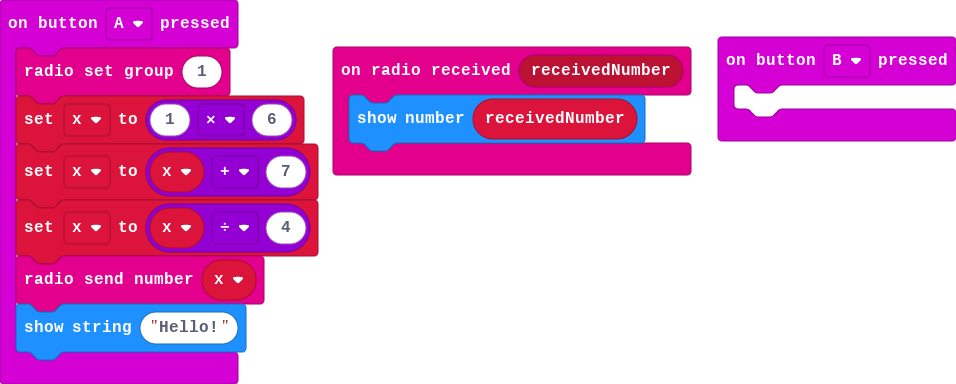 on button A pressed
radio set group 1
set x to 1 × 6
set x to x + 7
set x to x ÷ 4
radio send number x
show string "Hello!"
on radio received receivedNumber
show number receivedNumber
on button B pressed